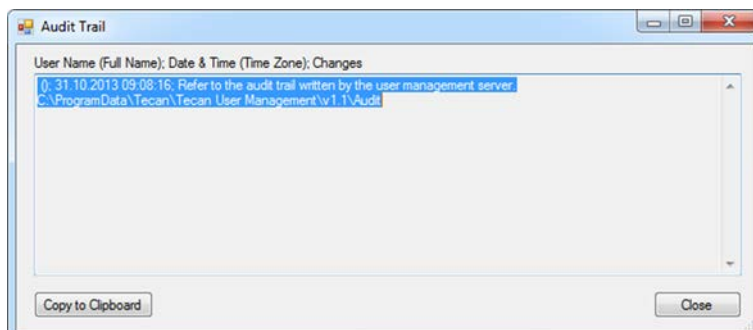 Audit Trail
User Name (Full Name); Date & Time (Time Zone); Changes
(); 31.10.2013 09:08:16; Refer to the audit trail written by the user management server.
C:\ProgramData\Tecan\Tecan User Management\v1.1\Audit
Copy to Clipboard
Close